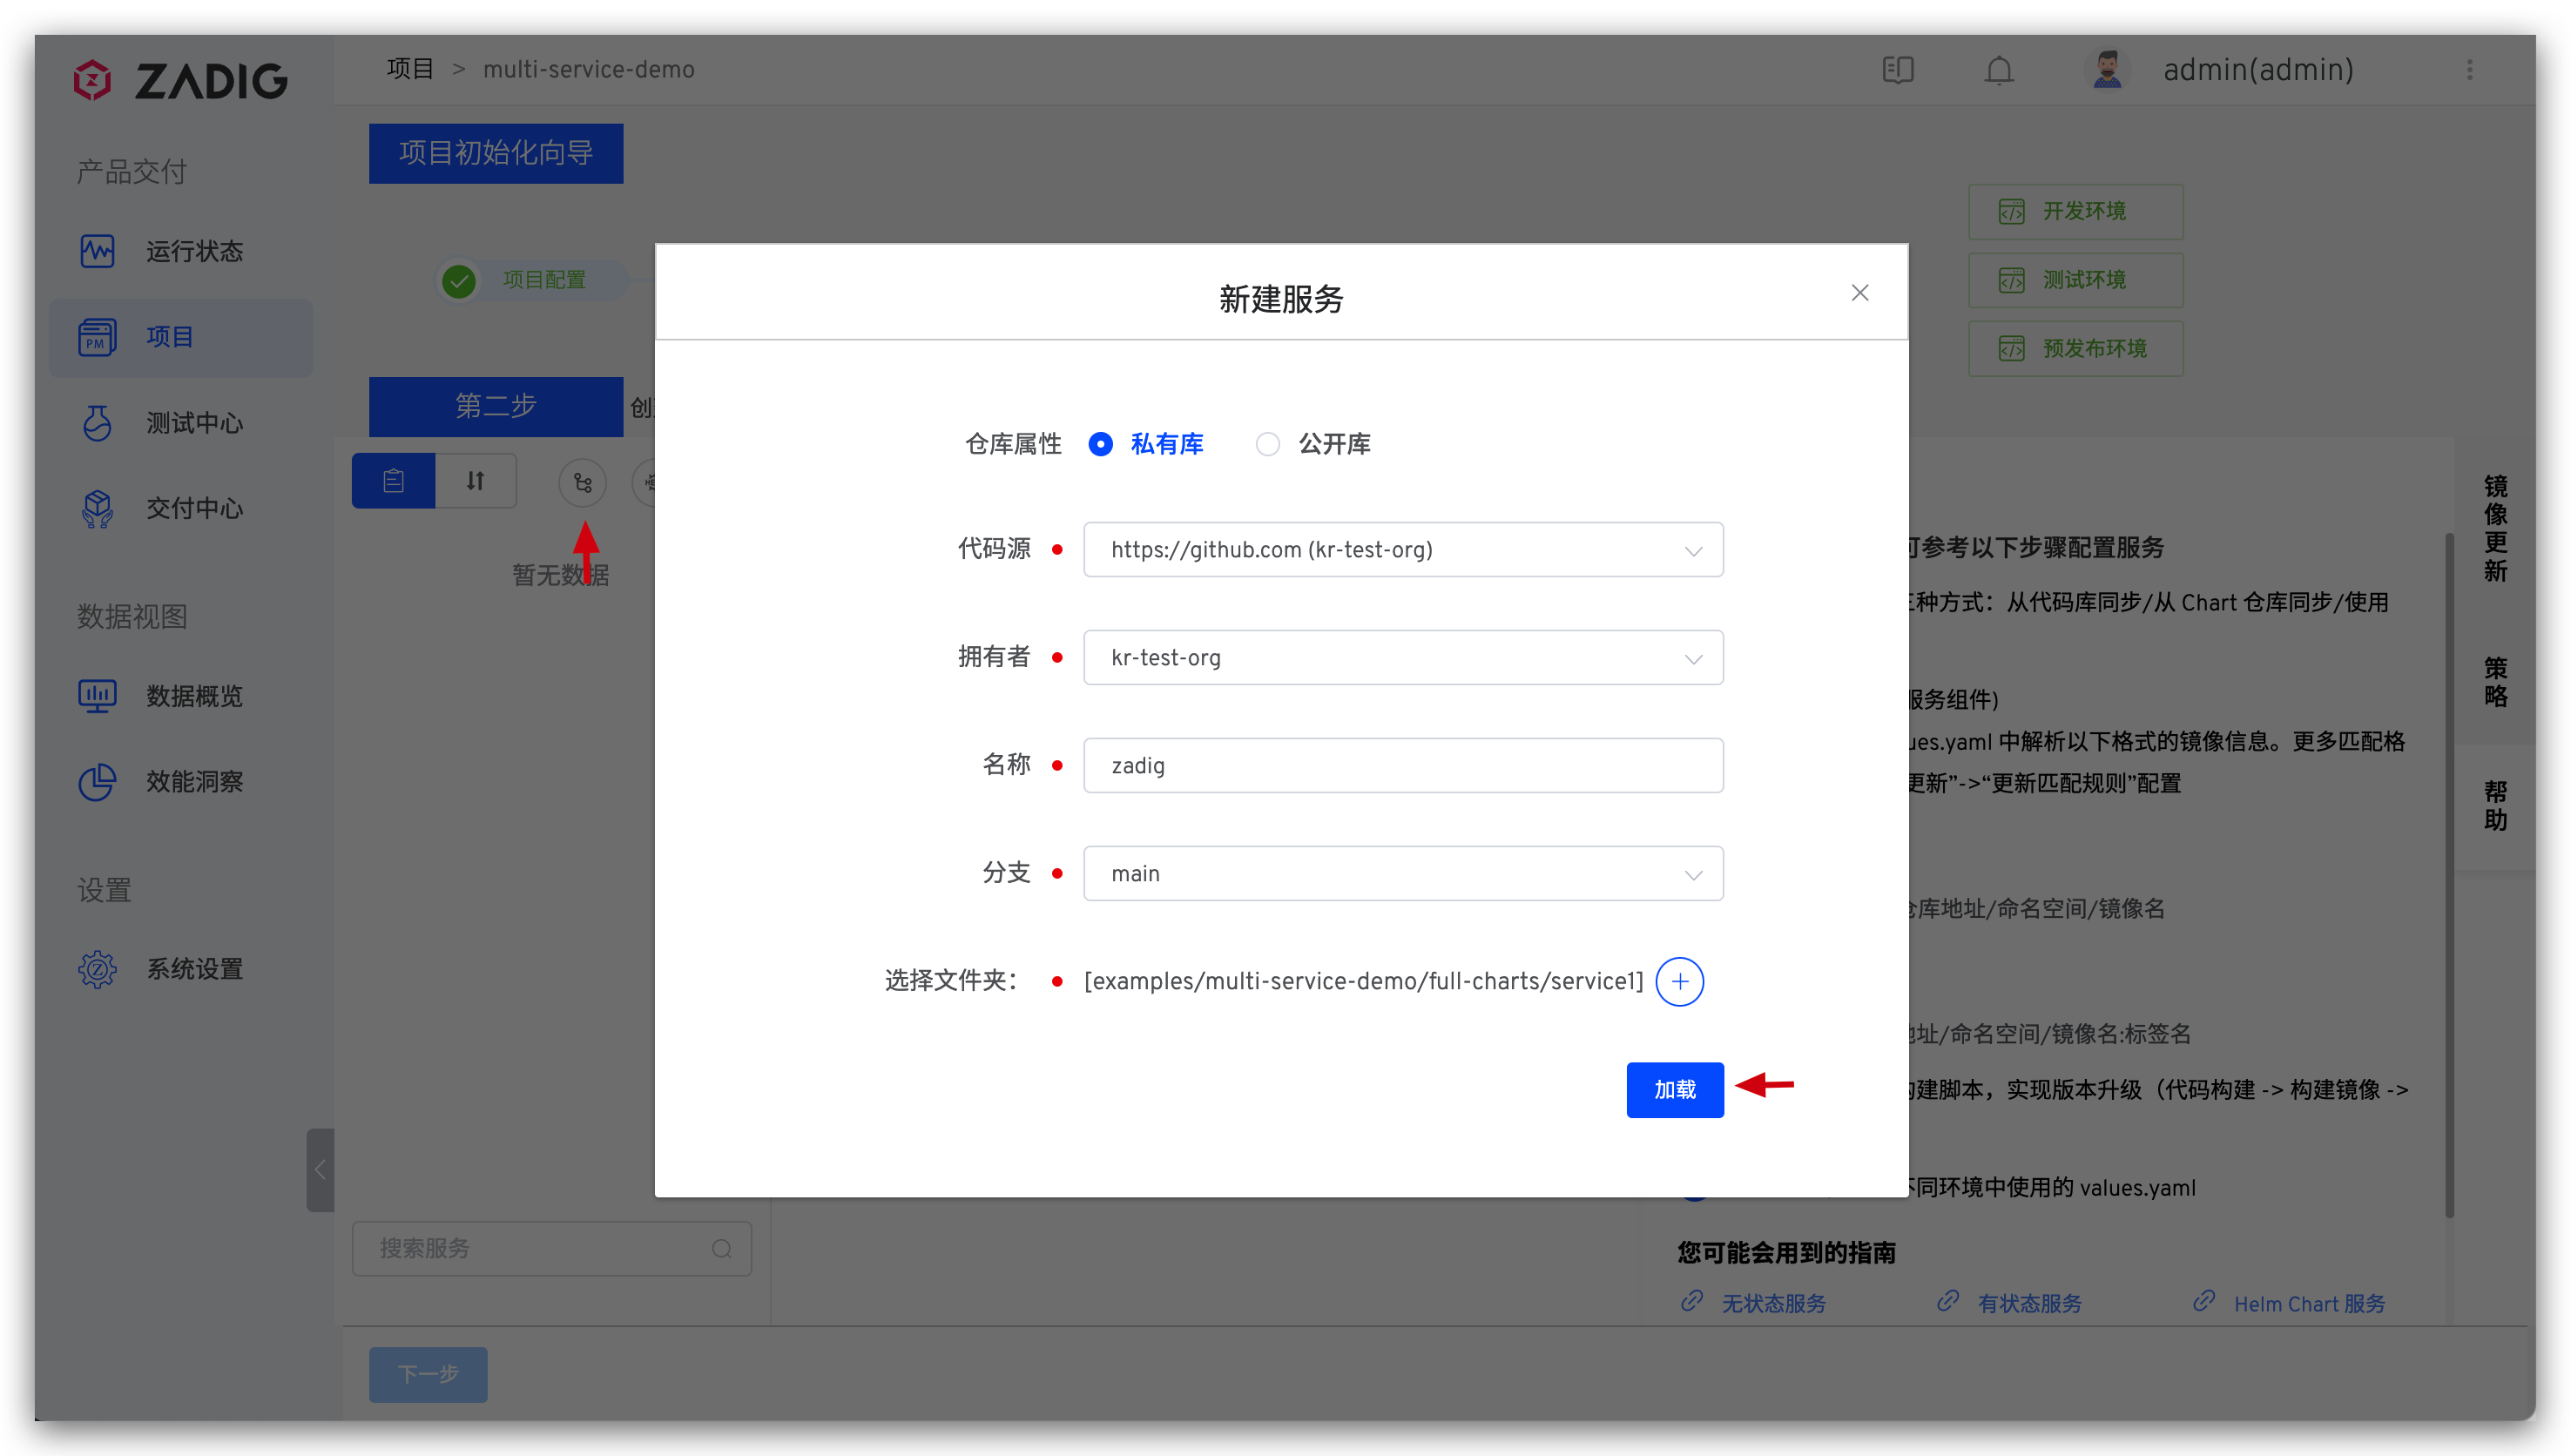 ZADIG
项目 > multi-service-demo
admin(admin)
产品交付
运行状态
PM
项目
测试中心
交付中心
数据视图
数据概览
效能洞察
设置
系统设置
项目初始化向导
项目配置
开发环境
测试环境
预发布环境
第二步
暂无数据
搜索服务
下一步
新建服务
仓库属性 私有库 公开库
代码源 https://github.com (kr-test-org)
拥有者 kr-test-org
名称 zadig
分支 main
选择文件夹： [examples/multi-service-demo/full-charts/service1]
加载
可参考以下步骤配置服务
三种方式：从代码库同步/从 Chart 仓库同步/使用
服务组件)
ues.yaml 中解析以下格式的镜像信息。更多匹配格
更新”->“更新匹配规则”配置
仓库地址/命名空间/镜像名
地址/命名空间/镜像名:标签名
构建脚本，实现版本升级（代码构建 -> 构建镜像 ->
不同环境中使用的 values.yaml
您可能会用到的指南
无状态服务
有状态服务
Helm Chart 服务
镜像更新
策略
帮助